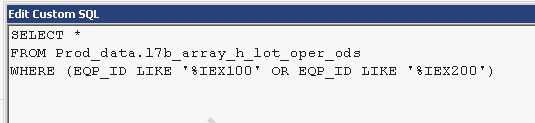 Edit Custom SQL
SELECT *
FROM Prod_data.l7b_array_h_lot_oper_ods
WHERE (EQP_ID LIKE '%IEX100' OR EQP_ID LIKE '%IEX200')